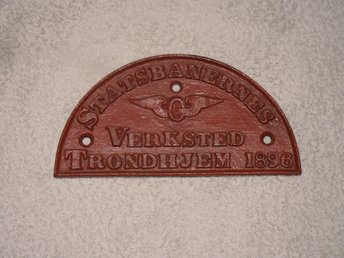 STATSBANERNES
C
VERKSTED
TRONDHJEM 1896